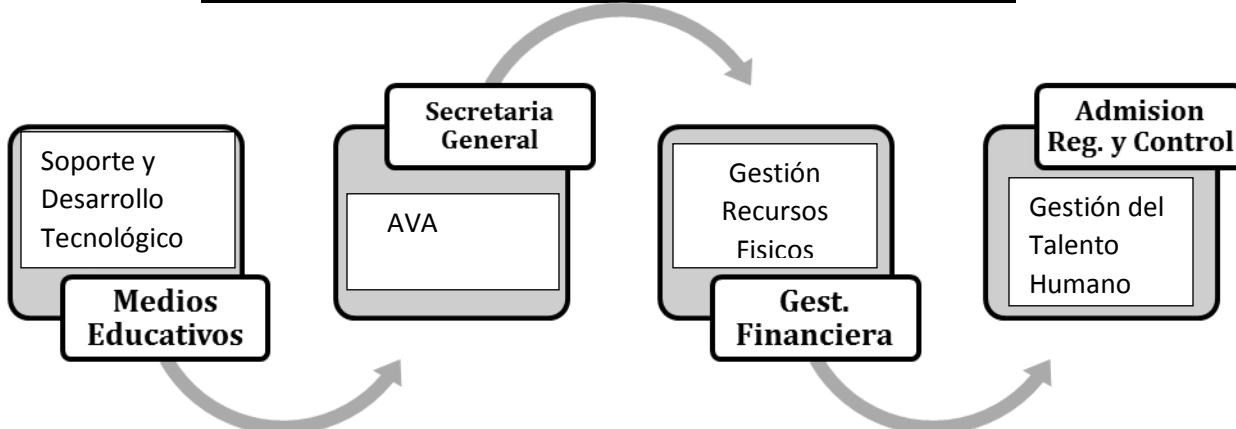 Soporte y
Desarrollo
Tecnológico
Medios
Educativos
Secretaria
General
AVA
Gestión
Recursos
Fisicos
Gest.
Financiera
Admision
Reg. y Control
Gestión del
Talento
Humano